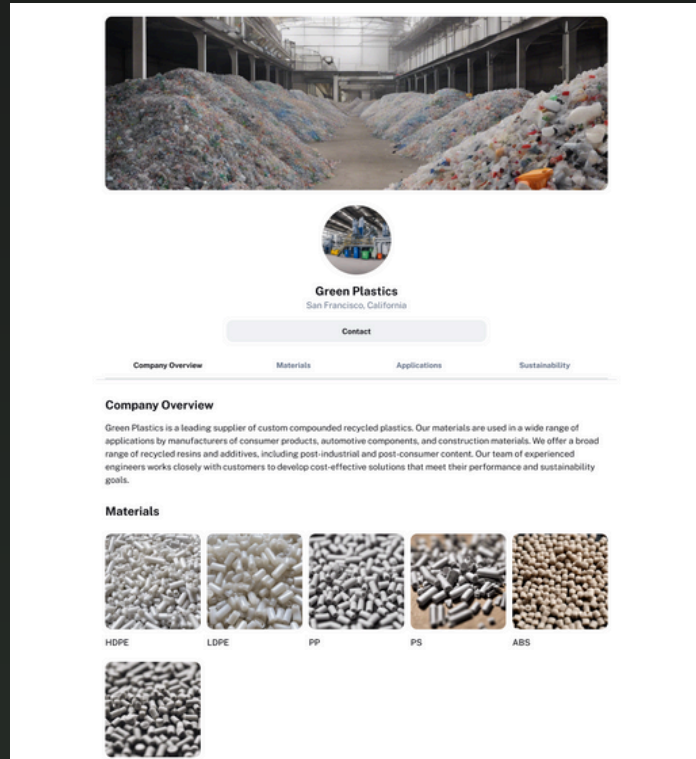 Green Plastics
San Francisco, California
Contact
Company Overview Materials Applications Sustainability
Company Overview
Green Plastics is a leading supplier of custom compounded recycled plastics. Our materials are used in a wide range of
applications by manufacturers of consumer products, automotive components, and construction materials. We offer a broad
range of recycled resins and additives, including post-industrial and post-consumer content. Our team of experienced
engineers works closely with customers to develop cost-effective solutions that meet their performance and sustainability
goals.
Materials
HDPE LDPE PP PS ABS